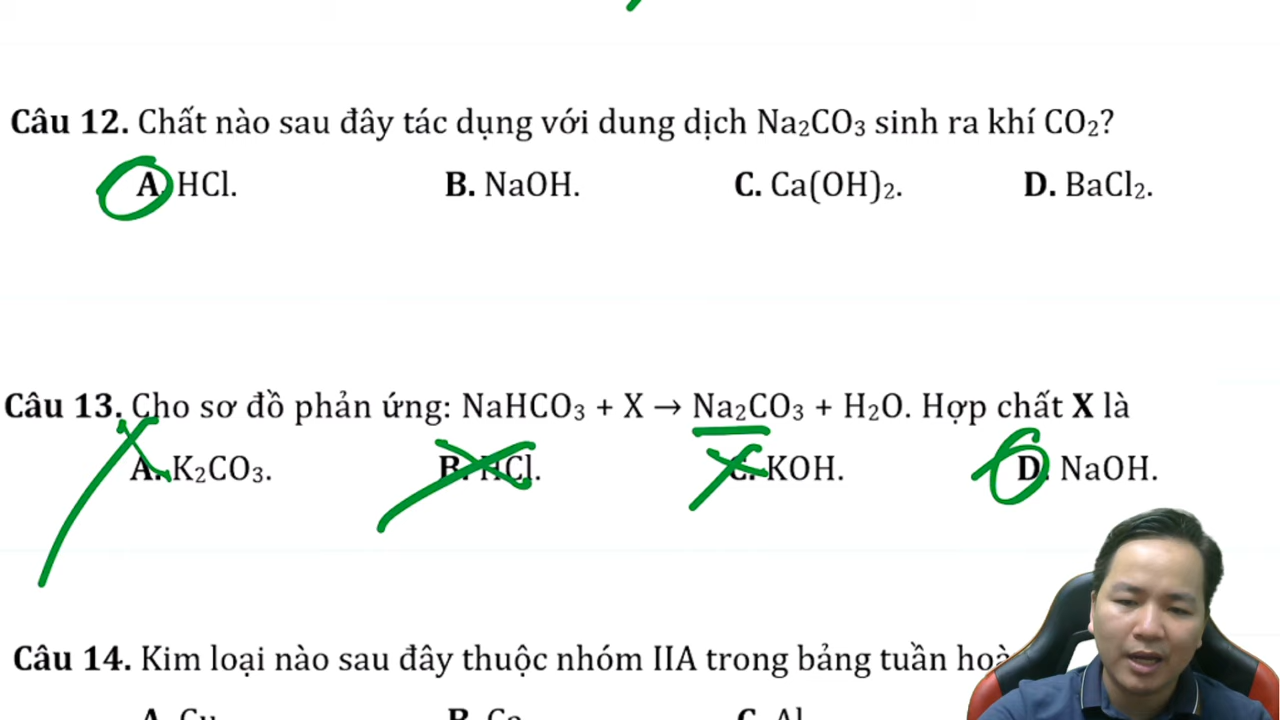 Câu 12. Chất nào sau đây tác dụng với dung dịch Na₂CO₃ sinh ra khí CO₂?
A. HCl. B. NaOH. C. Ca(OH)₂. D. BaCl₂.
Câu 13. Cho sơ đồ phản ứng: NaHCO₃ + X → Na₂CO₃ + H₂O. Hợp chất X là
A. K₂CO₃. B. HCl. C. KOH. D. NaOH.
Câu 14. Kim loại nào sau đây thuộc nhóm IIA trong bảng tuần
A. B. C. Al